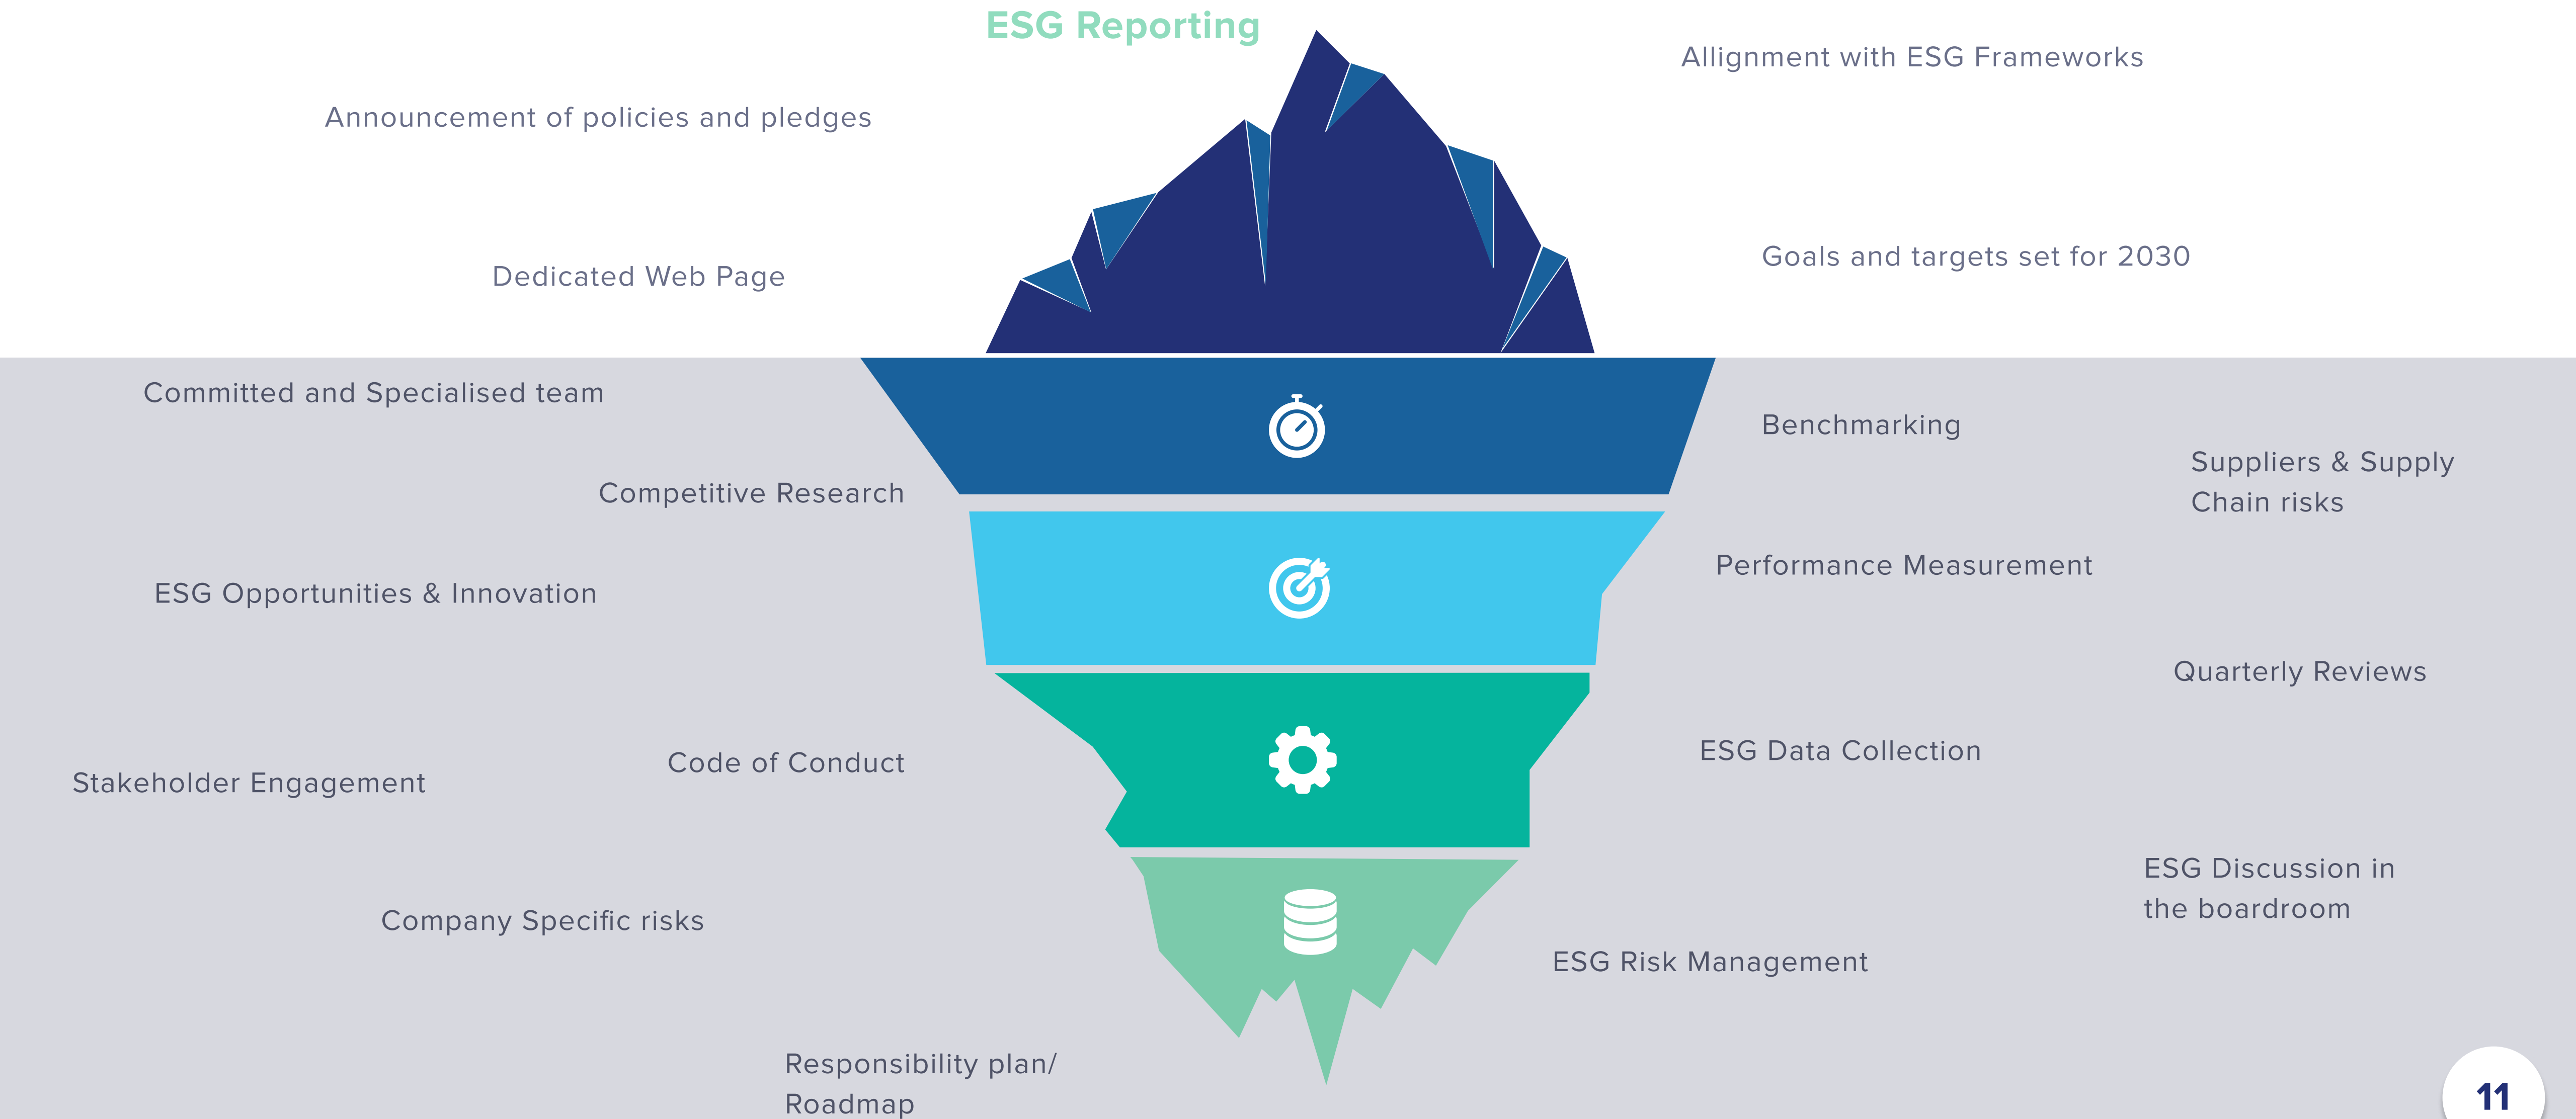 ESG Reporting
Allignment with ESG Frameworks
Announcement of policies and pledges
Goals and targets set for 2030
Dedicated Web Page
Committed and Specialised team
Benchmarking
Suppliers & Supply
Chain risks
Competitive Research
Performance Measurement
ESG Opportunities & Innovation
Quarterly Reviews
ESG Data Collection
Code of Conduct
Stakeholder Engagement
ESG Discussion in
the boardroom
Company Specific risks
ESG Risk Management
Responsibility plan/
Roadmap
11